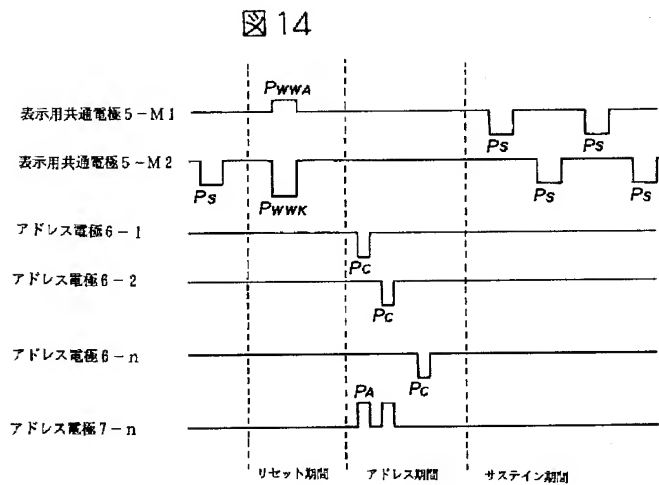 図14
PWWA
表示用共通電極5-M1
PS
PS
表示用共通電極5-M2
PS
PWWK
PS
PS
アドレス電極6-1
PC
アドレス電極6-2
PC
アドレス電極6-n
PA
PC
アドレス電極7-n
リセット期間
アドレス期間
サステイン期間